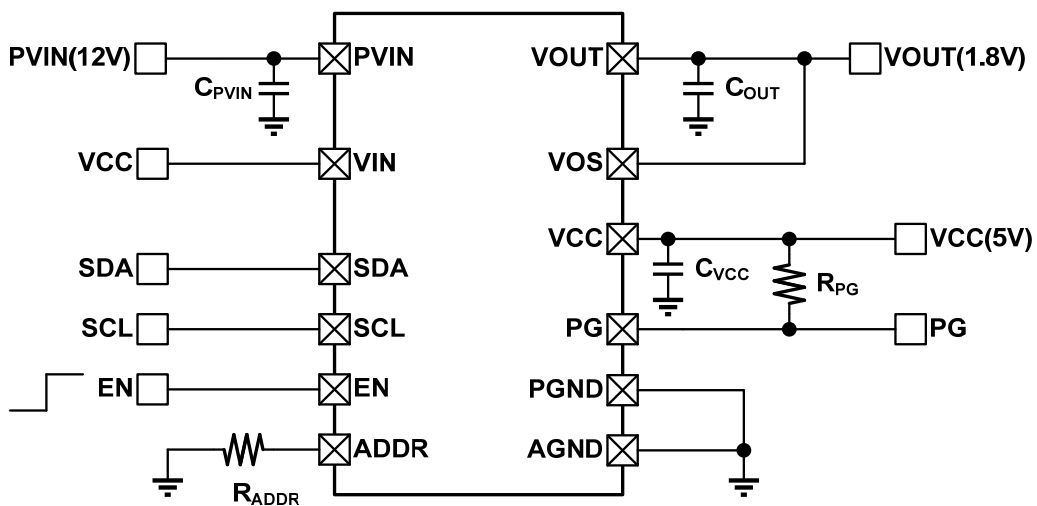 PVIN(12V)
PVIN
VOUT
VOUT(1.8V)
CPVIN
COUT
VCC
VIN
VOS
VCC
VCC(5V)
SDA
SDA
CVCC
RPG
SCL
SCL
PG
PG
EN
EN
PGND
ADDR
AGND
RADDR